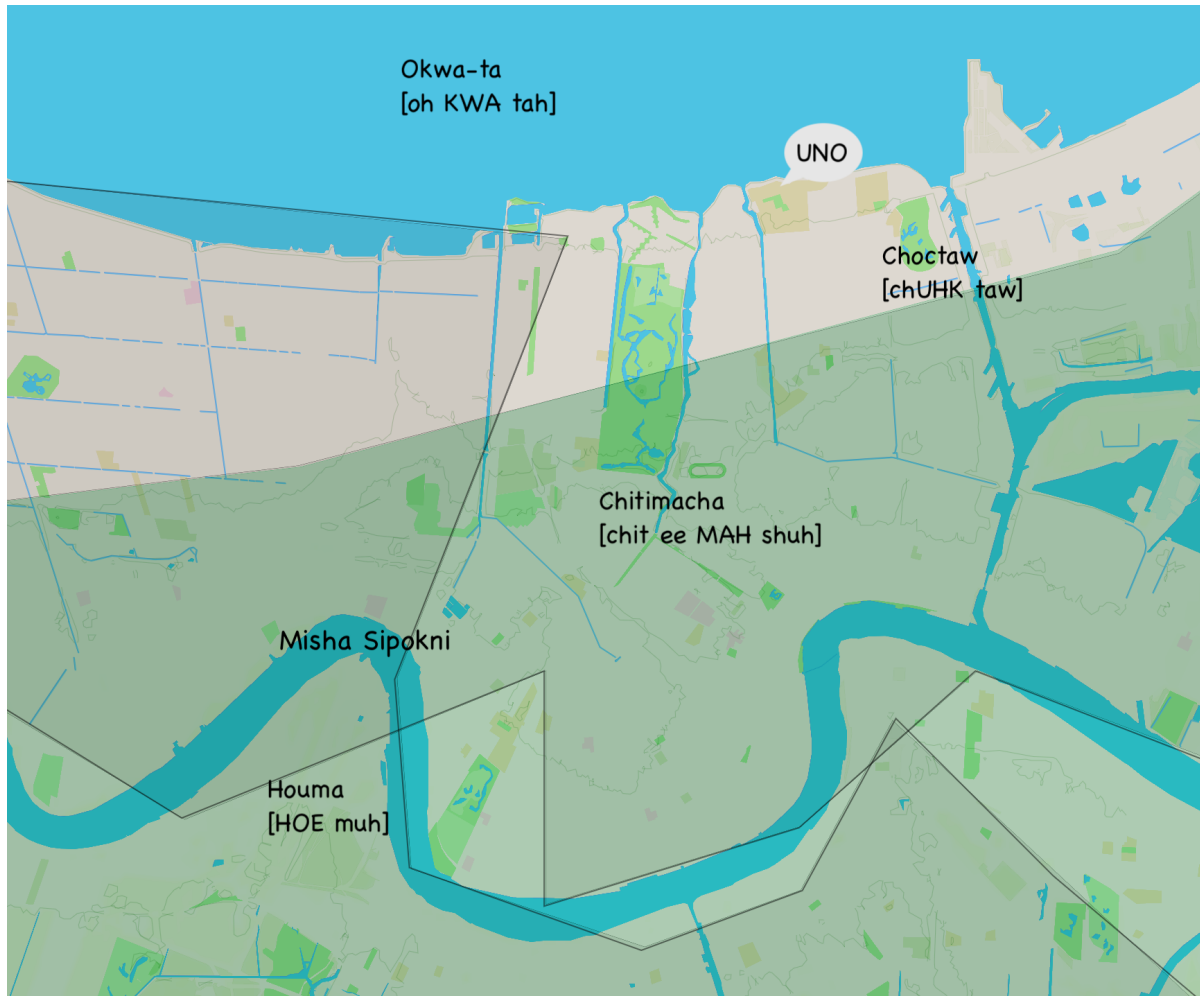 Okwa-ta
[oh KWA tah]
UNO
Choctaw
[chUHK taw]
Chitimacha
[chit ee MAH shuh]
Misha Sipokni
Houma
[HOE muh]